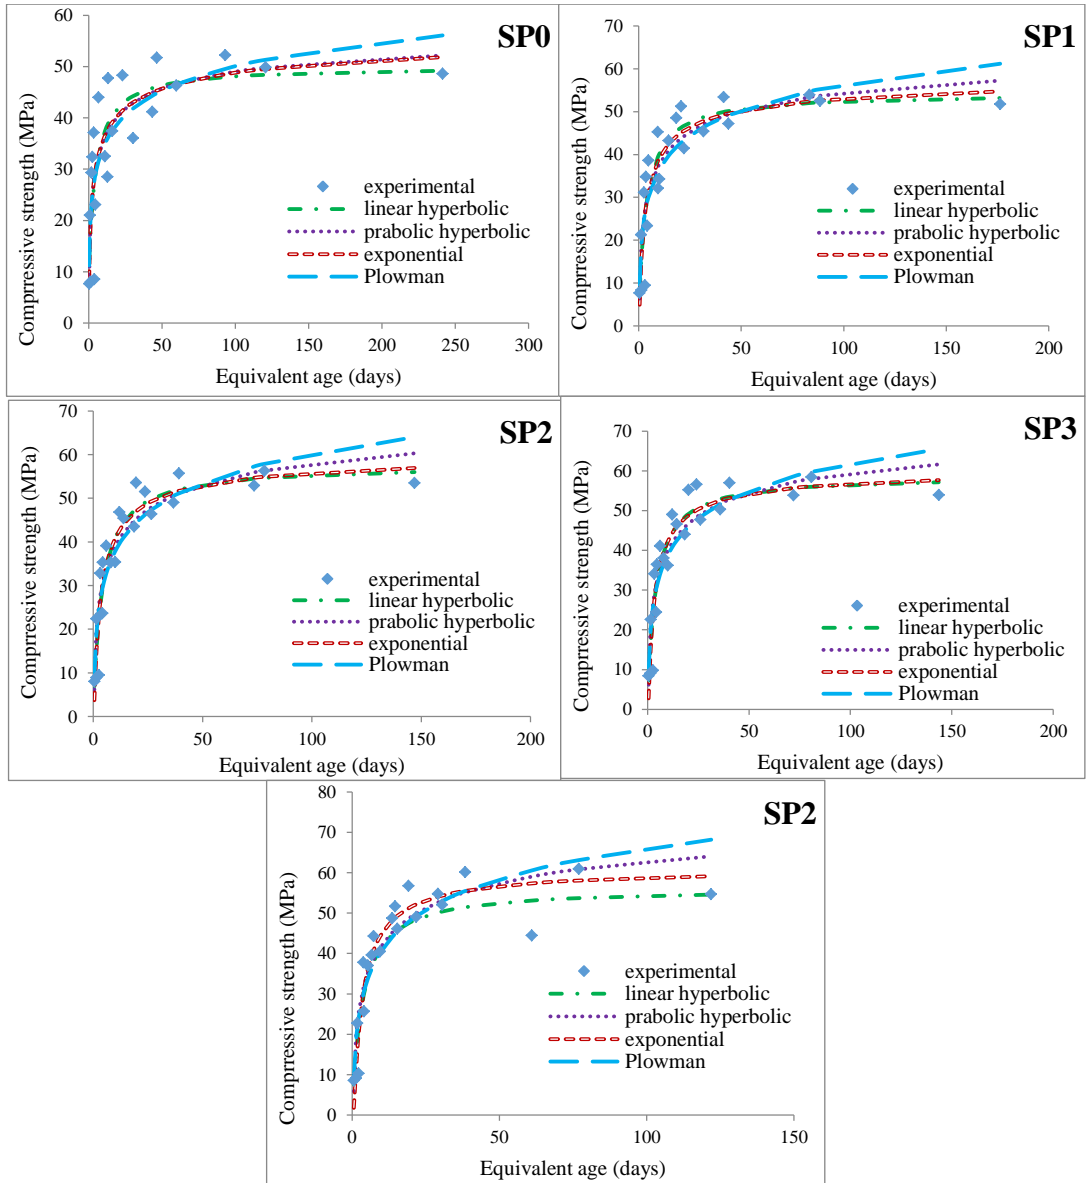 SP0
Comprressive strength (MPa)
60
50
40
30
20
10
0
experimental
linear hyperbolic
prabolic hyperbolic
exponential
Plowman
0 50 100 150 200 250 300
Equivalent age (days)
SP1
Comprressive strength (MPa)
70
60
50
40
30
20
10
0
experimental
linear hyperbolic
prabolic hyperbolic
exponential
Plowman
0 50 100 150 200
Equivalent age (days)
SP2
Comprressive strength (MPa)
70
60
50
40
30
20
10
0
experimental
linear hyperbolic
prabolic hyperbolic
exponential
Plowman
0 50 100 150 200
Equivalent age (days)
SP3
Comprressive strength (MPa)
70
60
50
40
30
20
10
0
experimental
linear hyperbolic
prabolic hyperbolic
exponential
Plowman
0 50 100 150 200
Equivalent age (days)
SP2
Comprressive strength (MPa)
80
70
60
50
40
30
20
10
0
experimental
linear hyperbolic
prabolic hyperbolic
exponential
Plowman
0 50 100 150
Equivalent age (days)